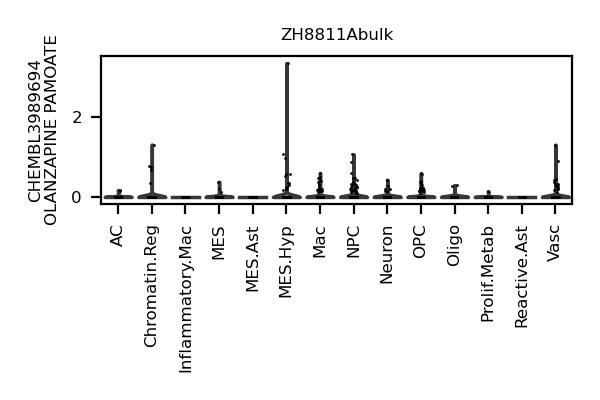 ZH8811Abulk
CHEMBL3989694
OLANZAPINE PAMOATE
2
0
AC
Chromatin.Reg
Inflammatory.Mac
MES
MES.Ast
MES.Hyp
Mac
NPC
Neuron
OPC
Oligo
Prolif.Metab
Reactive.Ast
Vasc